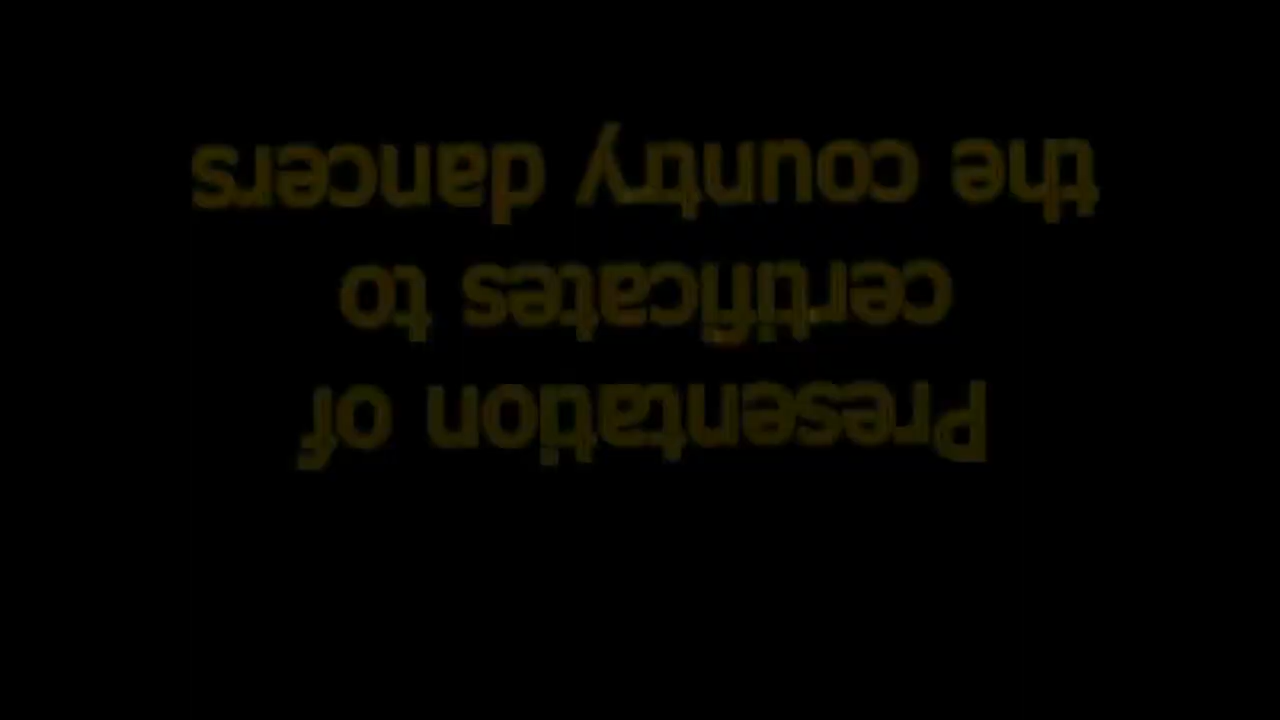 Presentation of
certificates to
the country dancers